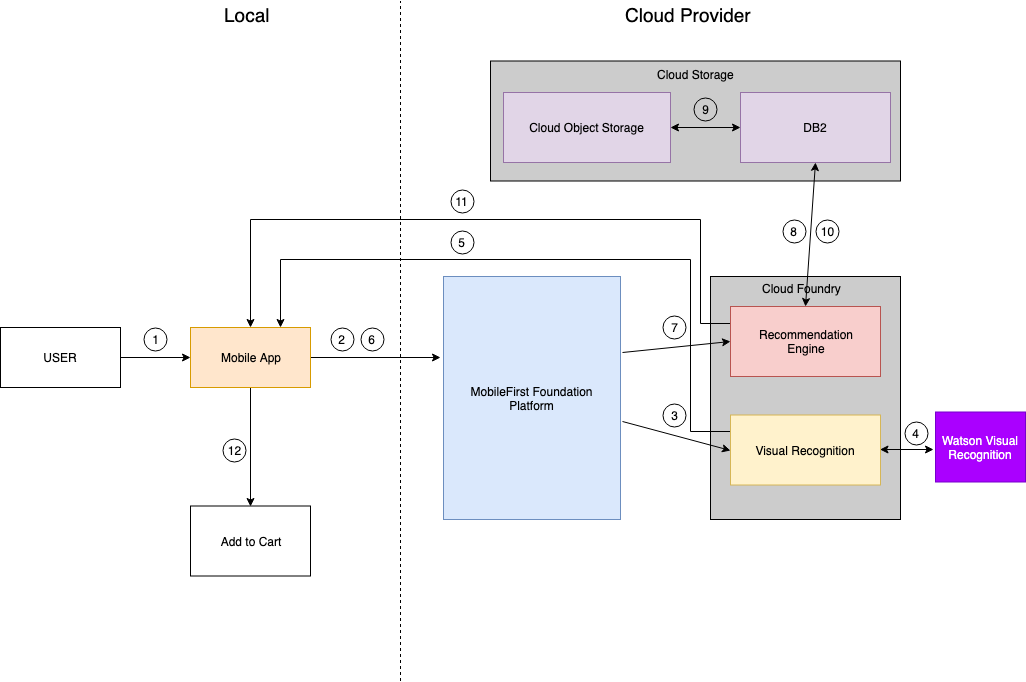 Local
Cloud Provider
Cloud Storage
Cloud Object Storage
9
DB2
11
5
8
10
Cloud Foundry
USER
1
Mobile App
2
6
7
Recommendation
Engine
MobileFirst Foundation
Platform
3
Visual Recognition
4
Watson Visual
Recognition
12
Add to Cart